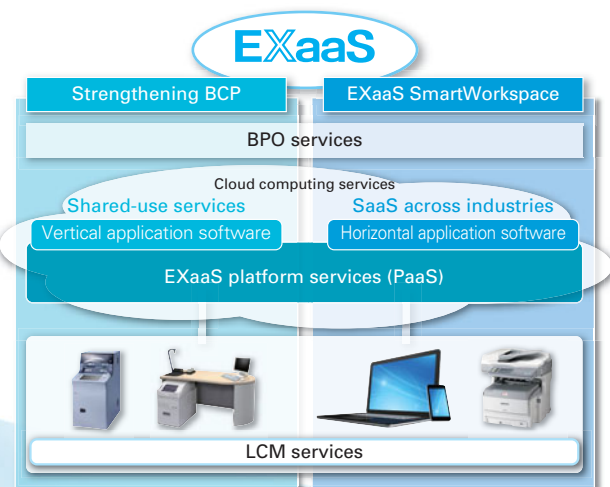 EXaaS
Strengthening BCP
EXaaS SmartWorkspace
BPO services
Cloud computing services
Shared-use services
SaaS across industries
Vertical application software
Horizontal application software
EXaaS platform services (PaaS)
LCM services